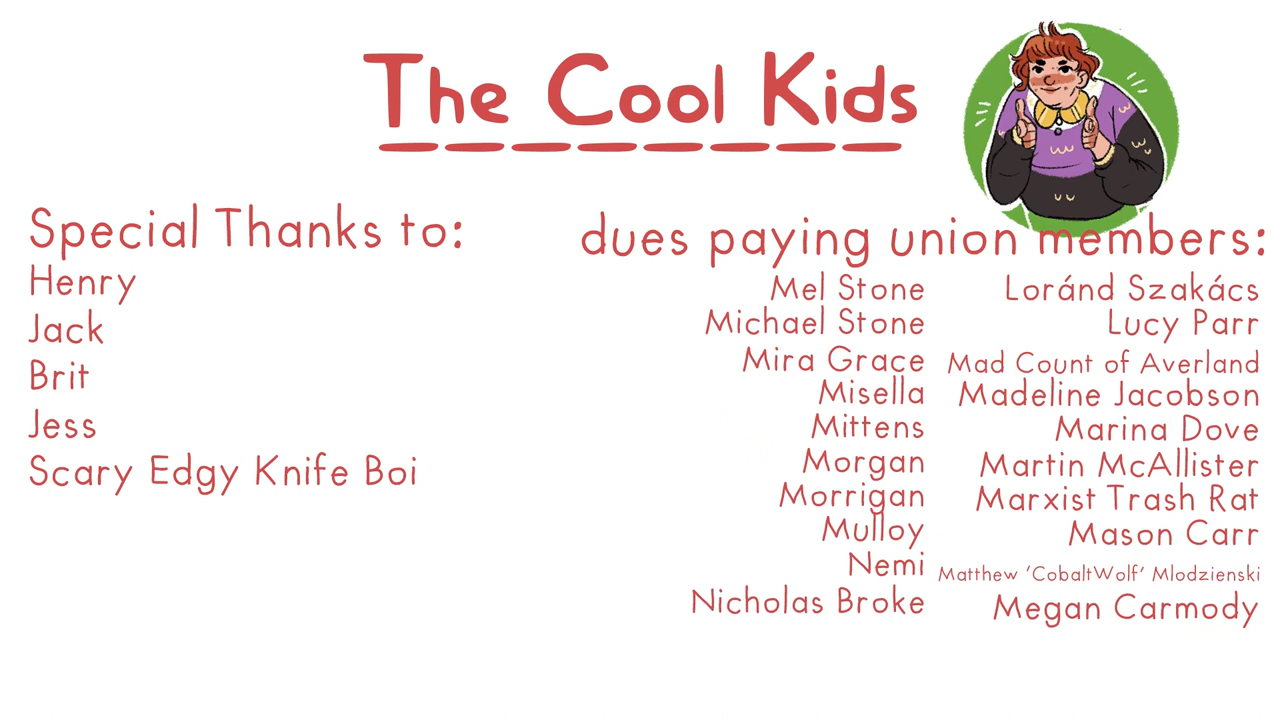 The Cool Kids
Special Thanks to:
Henry
Jack
Brit
Jess
Scary Edgy Knife Boi
dues paying union members:
Mel Stone
Michael Stone
Mira Grace
Misella
Mittens
Morgan
Morrigan
Mulloy
Nemi
Nicholas Broke
Loránd Szakács
Lucy Parr
Mad Count of Averland
Madeline Jacobson
Marina Dove
Martin McAllister
Marxist Trash Rat
Mason Carr
Matthew 'CobaltWolf' Mlodzienski
Megan Carmody